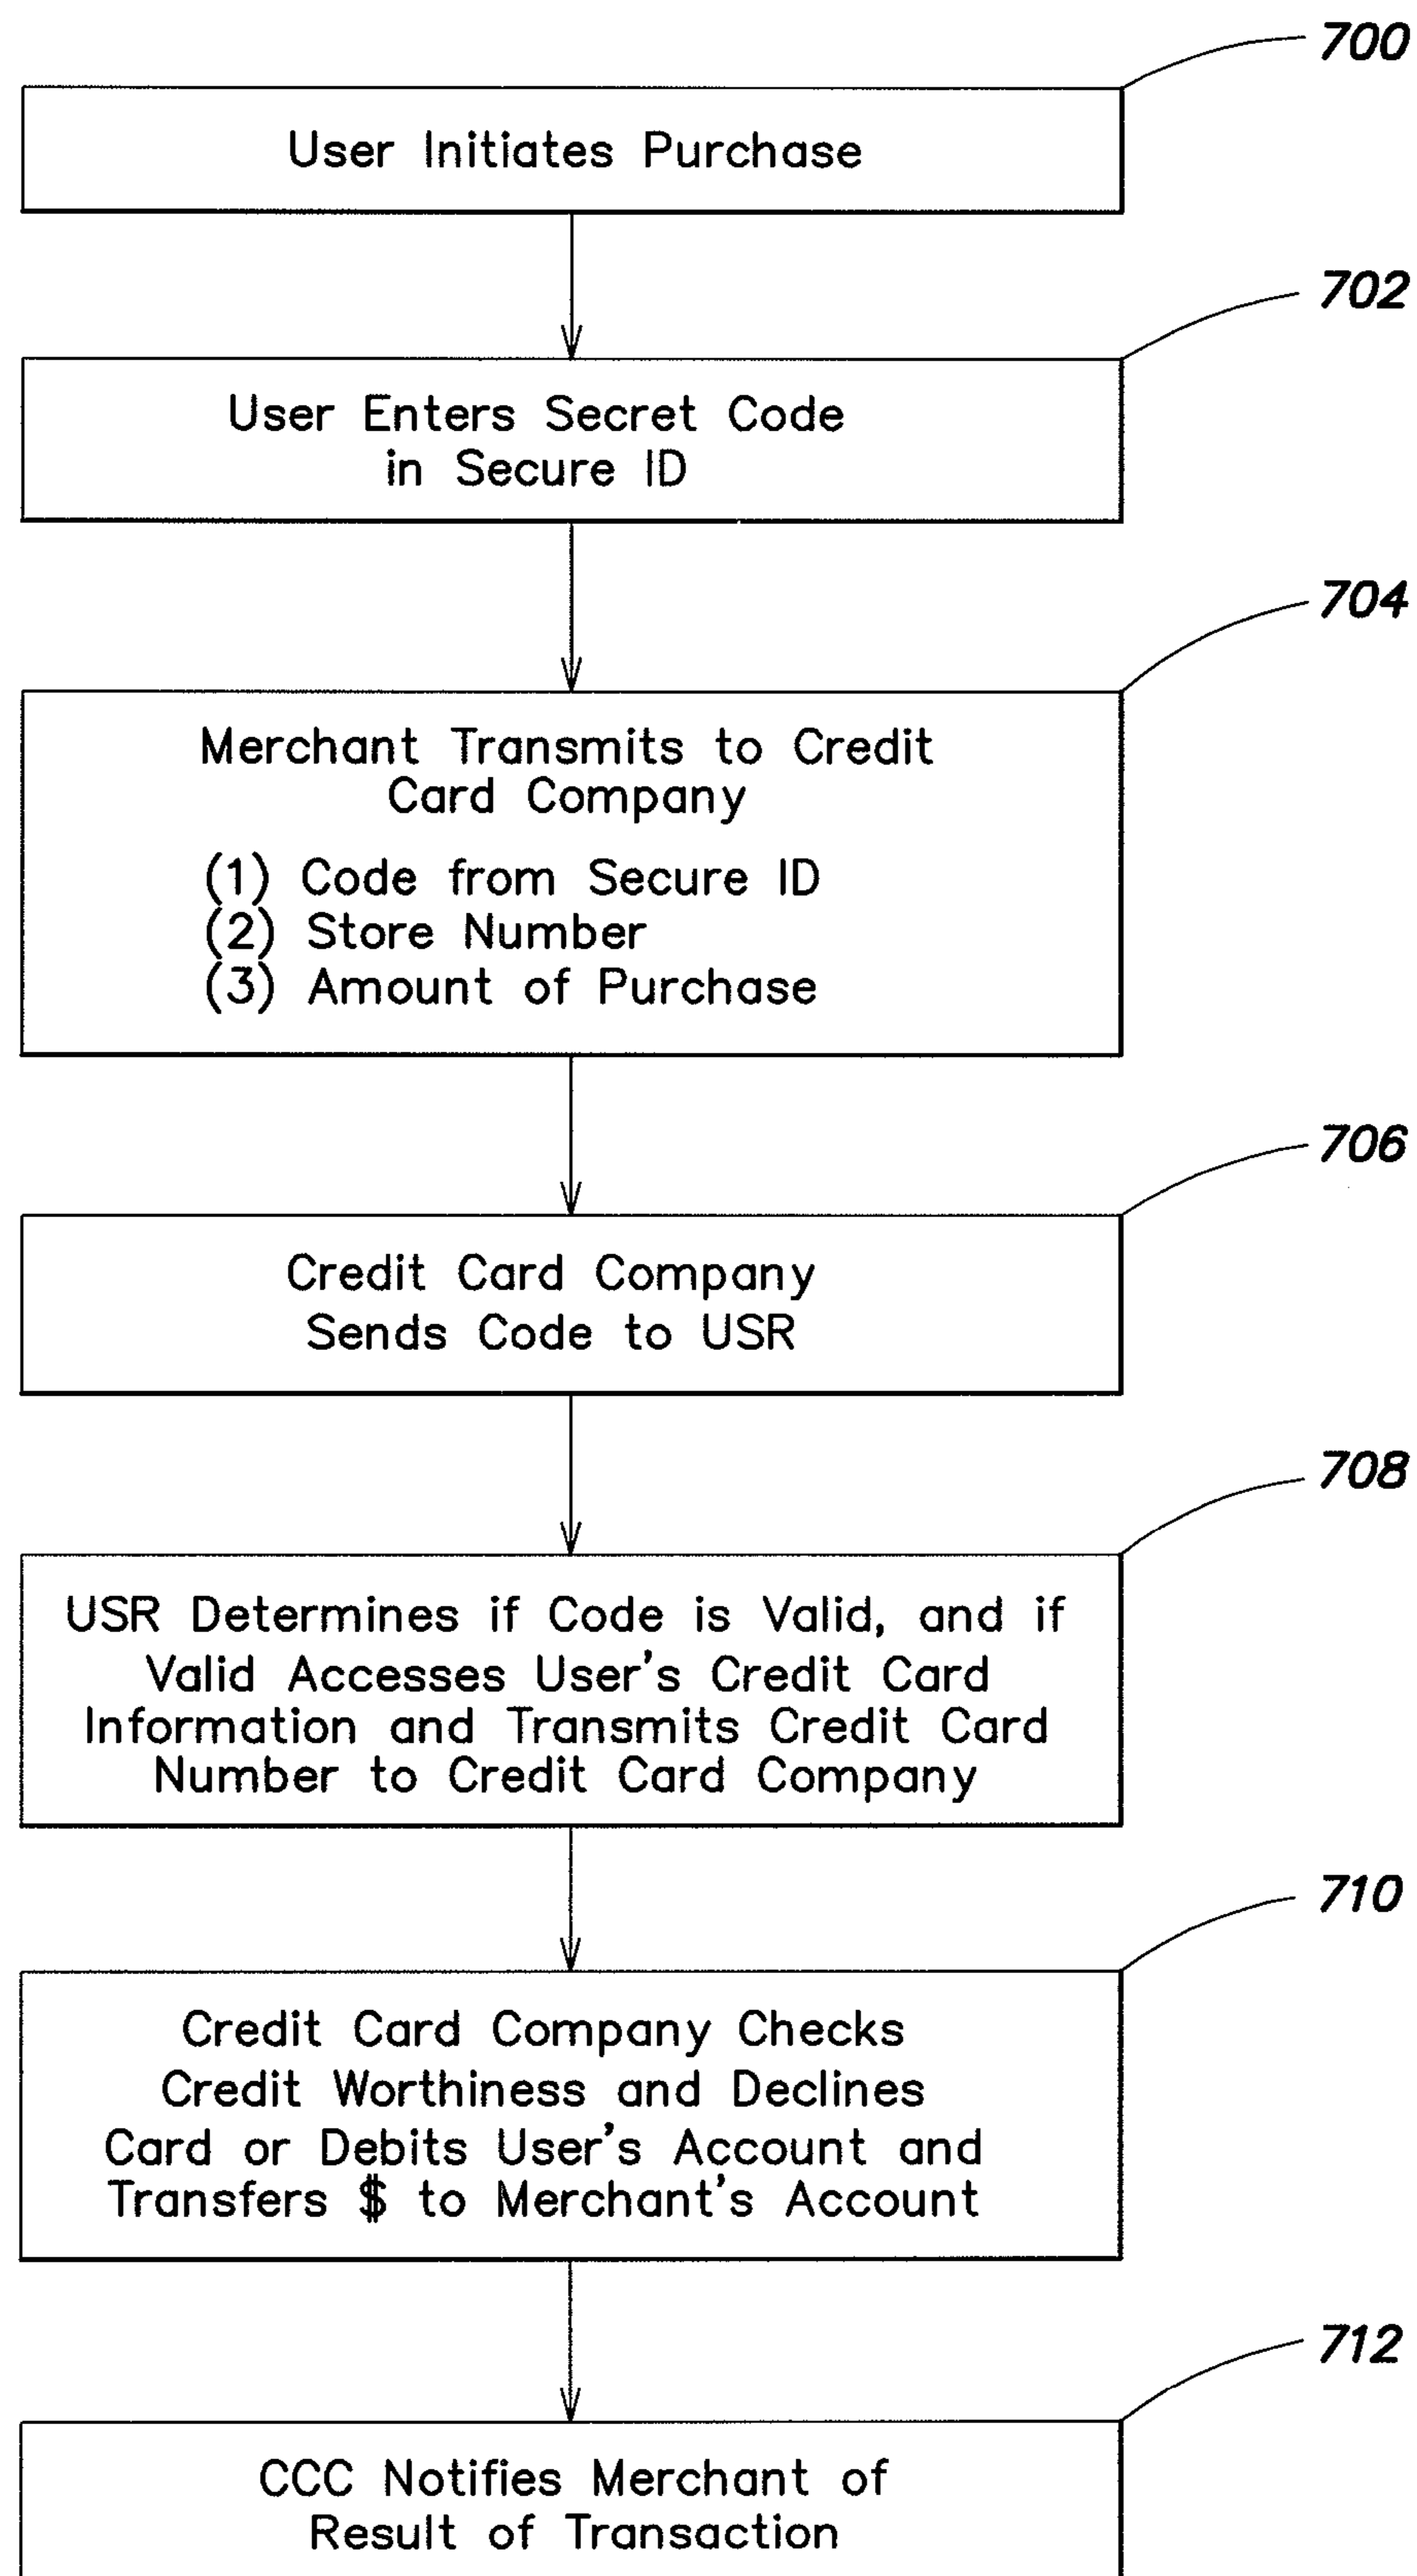 700
User Initiates Purchase
702
User Enters Secret Code
in Secure ID
704
Merchant Transmits to Credit
Card Company
(1) Code from Secure ID
(2) Store Number
(3) Amount of Purchase
706
Credit Card Company
Sends Code to USR
708
USR Determines if Code is Valid, and if
Valid Accesses User's Credit Card
Information and Transmits Credit Card
Number to Credit Card Company
710
Credit Card Company Checks
Credit Worthiness and Declines
Card or Debits User's Account and
Transfers $ to Merchant's Account
712
CCC Notifies Merchant of
Result of Transaction